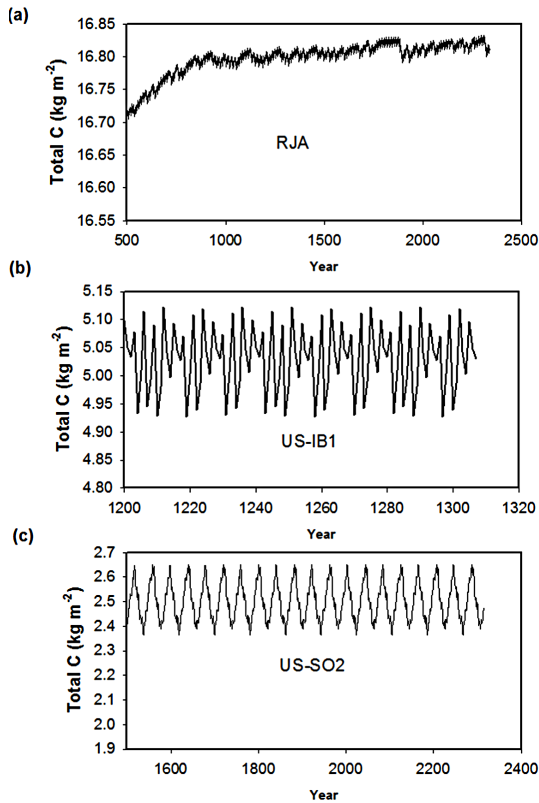 (a)
Total C (kg m-2)
16.85
16.80
16.75
16.70
16.65
16.60
16.55
RJA
500 1000 1500 2000 2500
Year
(b)
Total C (kg m-2)
5.15
5.10
5.05
5.00
4.95
4.90
4.85
4.80
US-IB1
1200 1220 1240 1260 1280 1300 1320
Year
(c)
Total C (kg m-2)
2.7
2.6
2.5
2.4
2.3
2.2
2.1
2.0
1.9
US-SO2
1600 1800 2000 2200 2400
Year